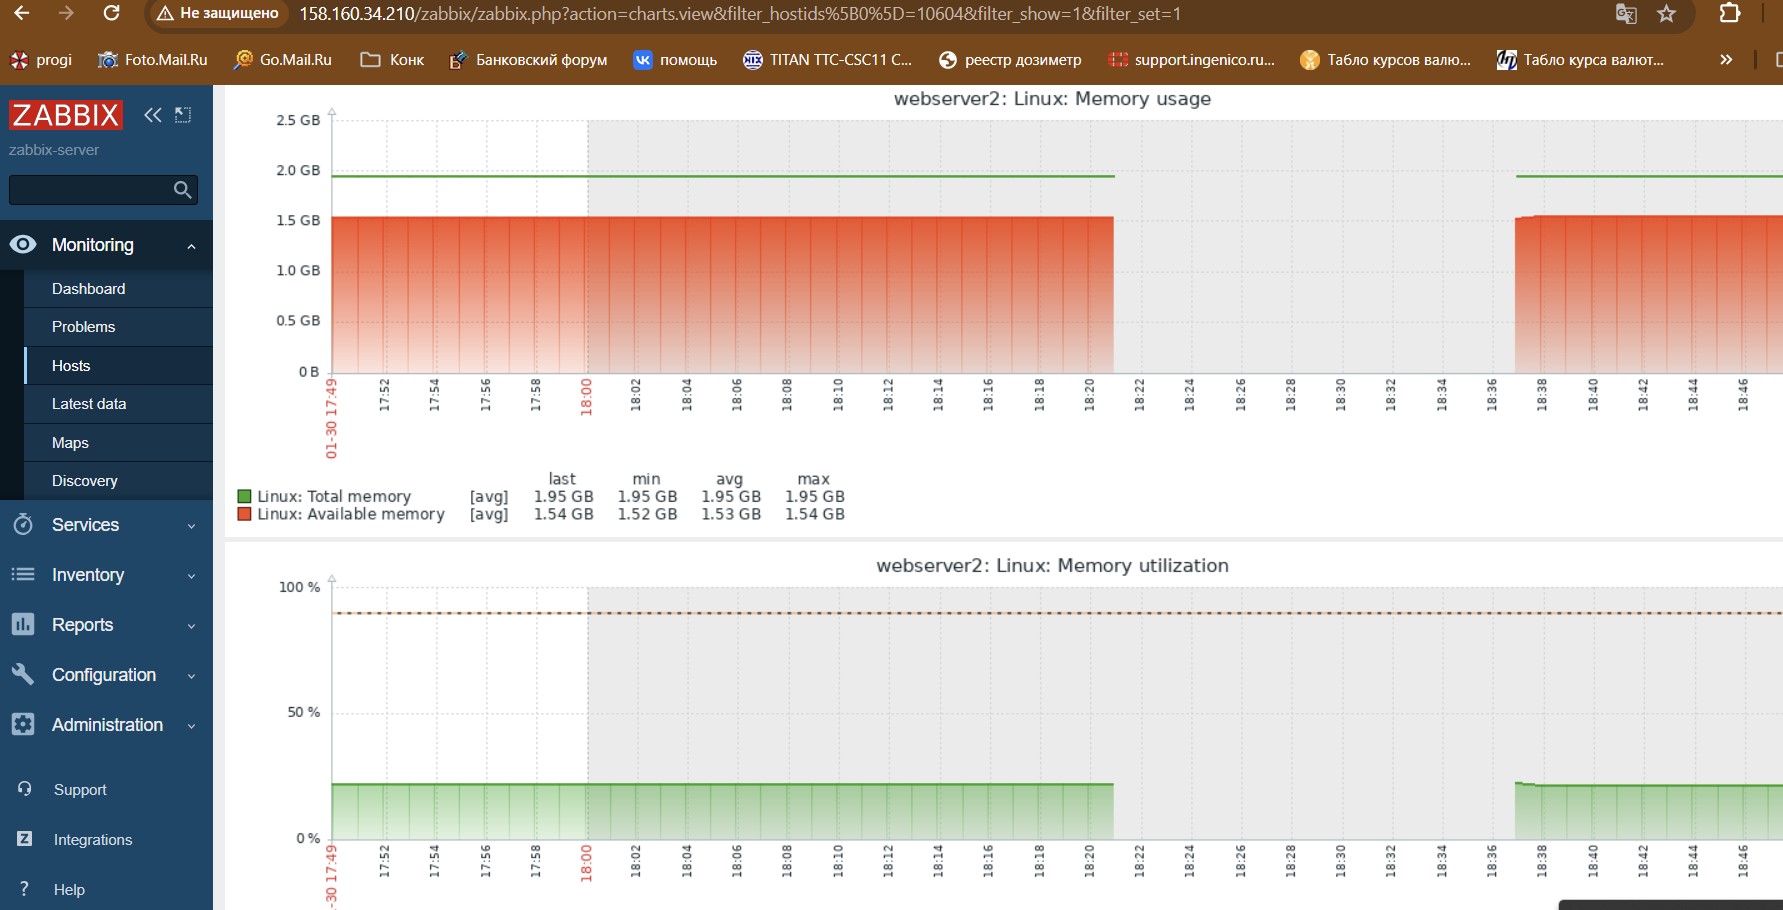 Не защищено 158.160.34.210/zabbix/zabbix.php?action=charts.view&filter_hostids%5B0%5D=10604&filter_show=1&filter_set=1
progi Foto.Mail.Ru Go.Mail.Ru Конк Банковский форум помощь TITAN TTC-CSC11 C... реестр дозиметр support.ingenico.ru... Табло курсов валю... Табло курса валют... »
ZABBIX
zabbix-server
Monitoring
Dashboard
Problems
Hosts
Latest data
Maps
Discovery
Services
Inventory
Reports
Configuration
Administration
Support
Z Integrations
? Help
webserver2: Linux: Memory usage
2.5 GB
2.0 GB
1.5 GB
1.0 GB
0.5 GB
0 B
01-30 17:49 17:52 17:54 17:56 17:58 18:00 18:02 18:04 18:06 18:08 18:10 18:12 18:14 18:16 18:18 18:20 18:22 18:24 18:26 18:28 18:30 18:32 18:34 18:36 18:38 18:40 18:42 18:44 18:46
last min avg max
Linux: Total memory [avg] 1.95 GB 1.95 GB 1.95 GB 1.95 GB
Linux: Available memory [avg] 1.54 GB 1.52 GB 1.53 GB 1.54 GB
webserver2: Linux: Memory utilization
100 %
50 %
0 %
-30 17:49 17:52 17:54 17:56 17:58 18:00 18:02 18:04 18:06 18:08 18:10 18:12 18:14 18:16 18:18 18:20 18:22 18:24 18:26 18:28 18:30 18:32 18:34 18:36 18:38 18:40 18:42 18:44 18:46